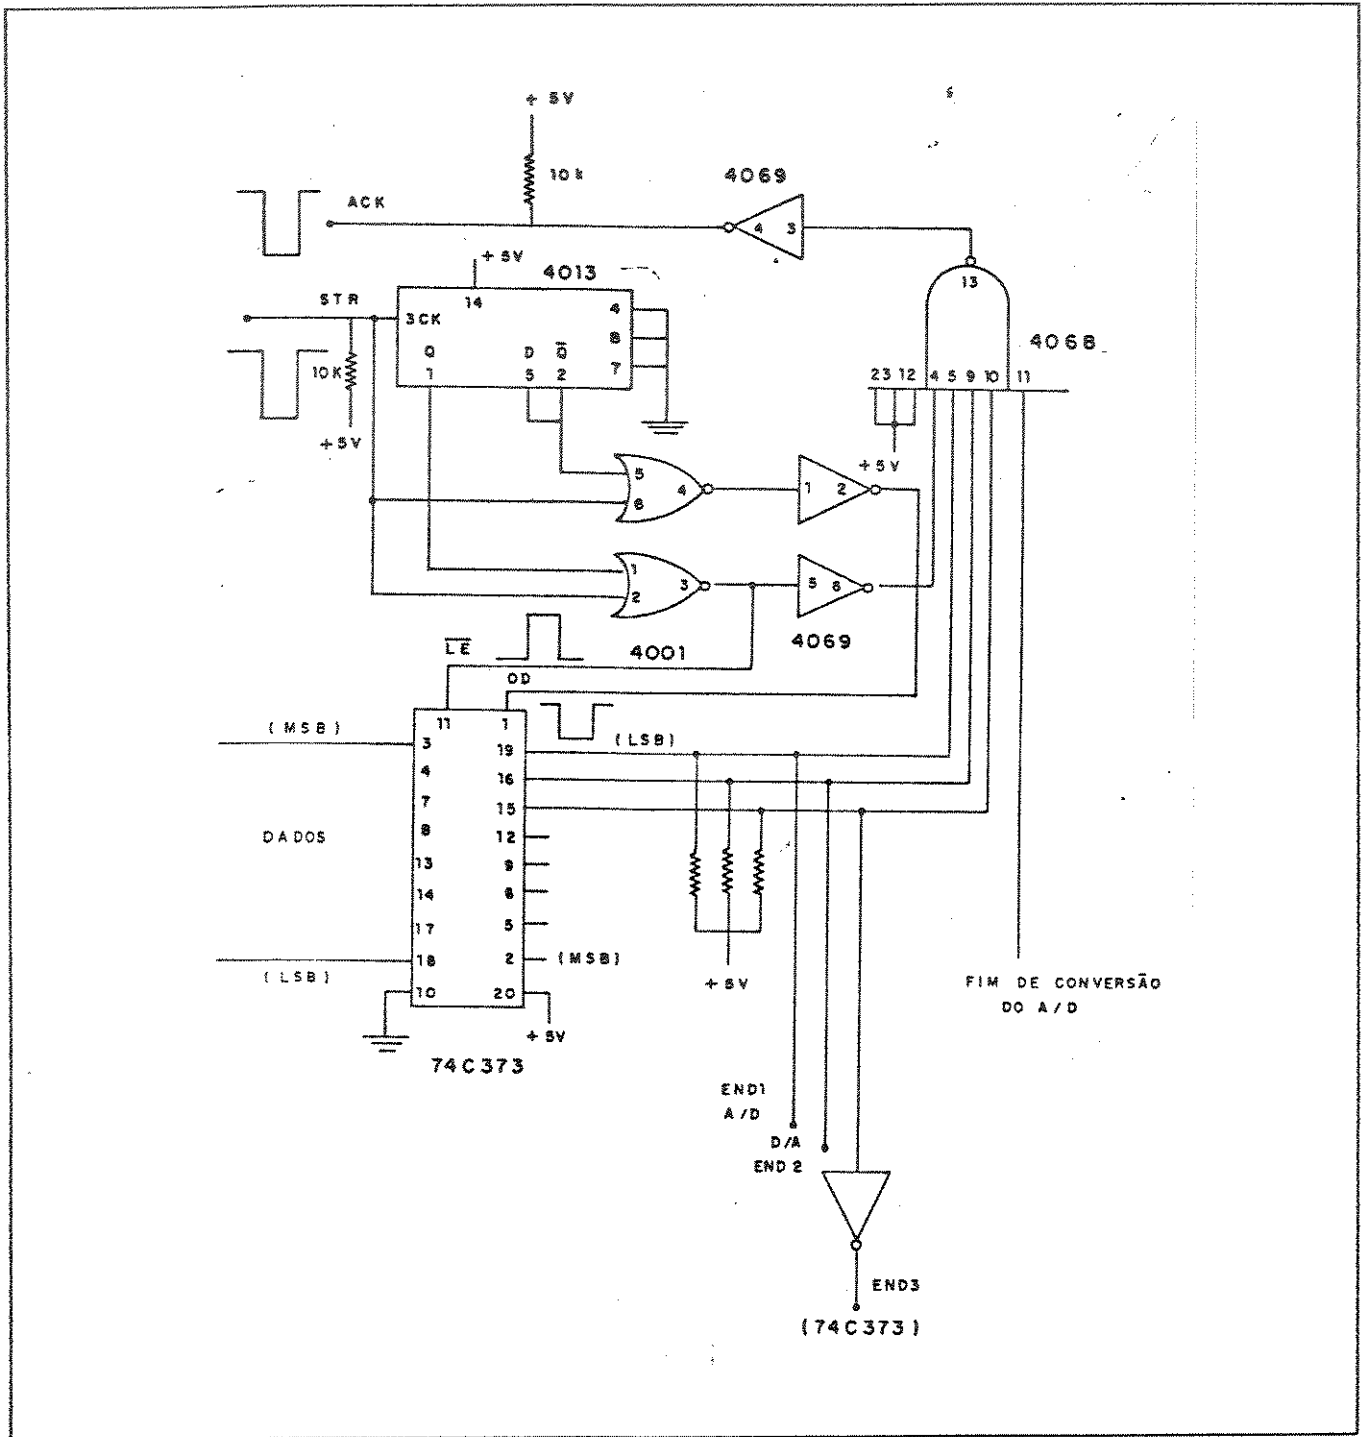 + 5V
10k
4069
ACK
4 3
+ 5V
4013
13
STR
14
3CK
4
4068
Q D Q̅
8
10K
1 5 2
7
2 3 12 4 5 9 10 11
+5V
+5V
5
4
1 2
6
1
3
5 6
2
4069
L̅E̅
4001
OD
11 1
(MSB)
3
19
(LSB)
4
16
7
15
DADOS
8
12
13
9
14
6
17
5
18
2
(MSB)
(LSB)
10
20
+5V
+5V
FIM DE CONVERSÃO
DO A/D
74C373
END1
A/D
D/A
END 2
END3
(74C373)